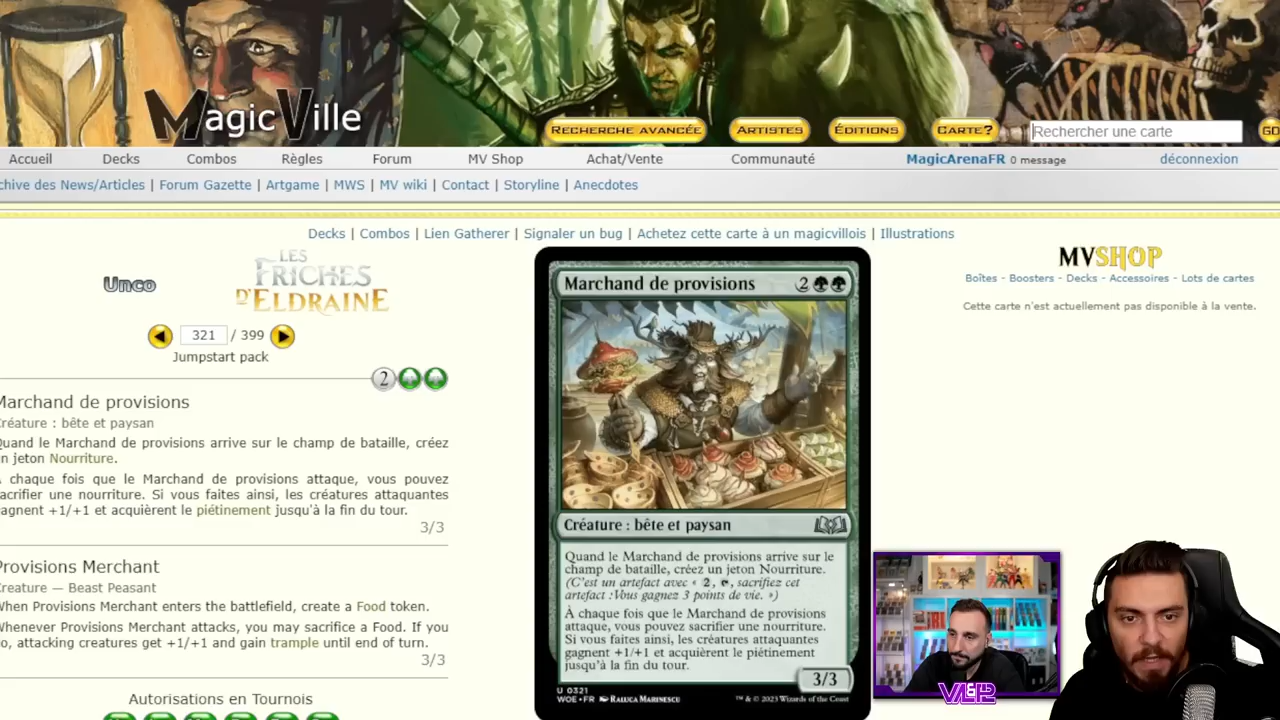 MagicVille
RECHERCHE AVANCÉE ARTISTES ÉDITIONS CARTE? Rechercher une carte GO
Accueil Decks Combos Règles Forum MV Shop Achat/Vente Communauté MagicArenaFR 0 message déconnexion
chive des News/Articles | Forum Gazette | Artgame | MWS | MV wiki | Contact | Storyline | Anecdotes
Decks | Combos | Lien Gatherer | Signaler un bug | Achetez cette carte à un magicvillois | Illustrations
Unco
LES FRICHES D'ELDRAINE
321 / 399
Jumpstart pack
2
Marchand de provisions
Créature : bête et paysan
Quand le Marchand de provisions arrive sur le champ de bataille, créez
un jeton Nourriture.
À chaque fois que le Marchand de provisions attaque, vous pouvez
sacrifier une nourriture. Si vous faites ainsi, les créatures attaquantes
gagnent +1/+1 et acquièrent le piétinement jusqu'à la fin du tour.
3/3
Provisions Merchant
Creature — Beast Peasant
When Provisions Merchant enters the battlefield, create a Food token.
Whenever Provisions Merchant attacks, you may sacrifice a Food. If you
do, attacking creatures get +1/+1 and gain trample until end of turn.
3/3
Autorisations en Tournois
Marchand de provisions 2
Créature : bête et paysan
Quand le Marchand de provisions arrive sur le
champ de bataille, créez un jeton Nourriture.
(C'est un artefact avec « 2, , sacrifiez cet
artefact :Vous gagnez 3 points de vie. »)
À chaque fois que le Marchand de provisions
attaque, vous pouvez sacrifier une nourriture.
Si vous faites ainsi, les créatures attaquantes
gagnent +1/+1 et acquièrent le piétinement
jusqu'à la fin du tour.
3/3
U 0321
WOE • FR RALUCA MARINESCU ™ & © 2023 Wizards of the Coast
MVSHOP
Boîtes - Boosters - Decks - Accessoires - Lots de cartes
Cette carte n'est actuellement pas disponible à la vente.